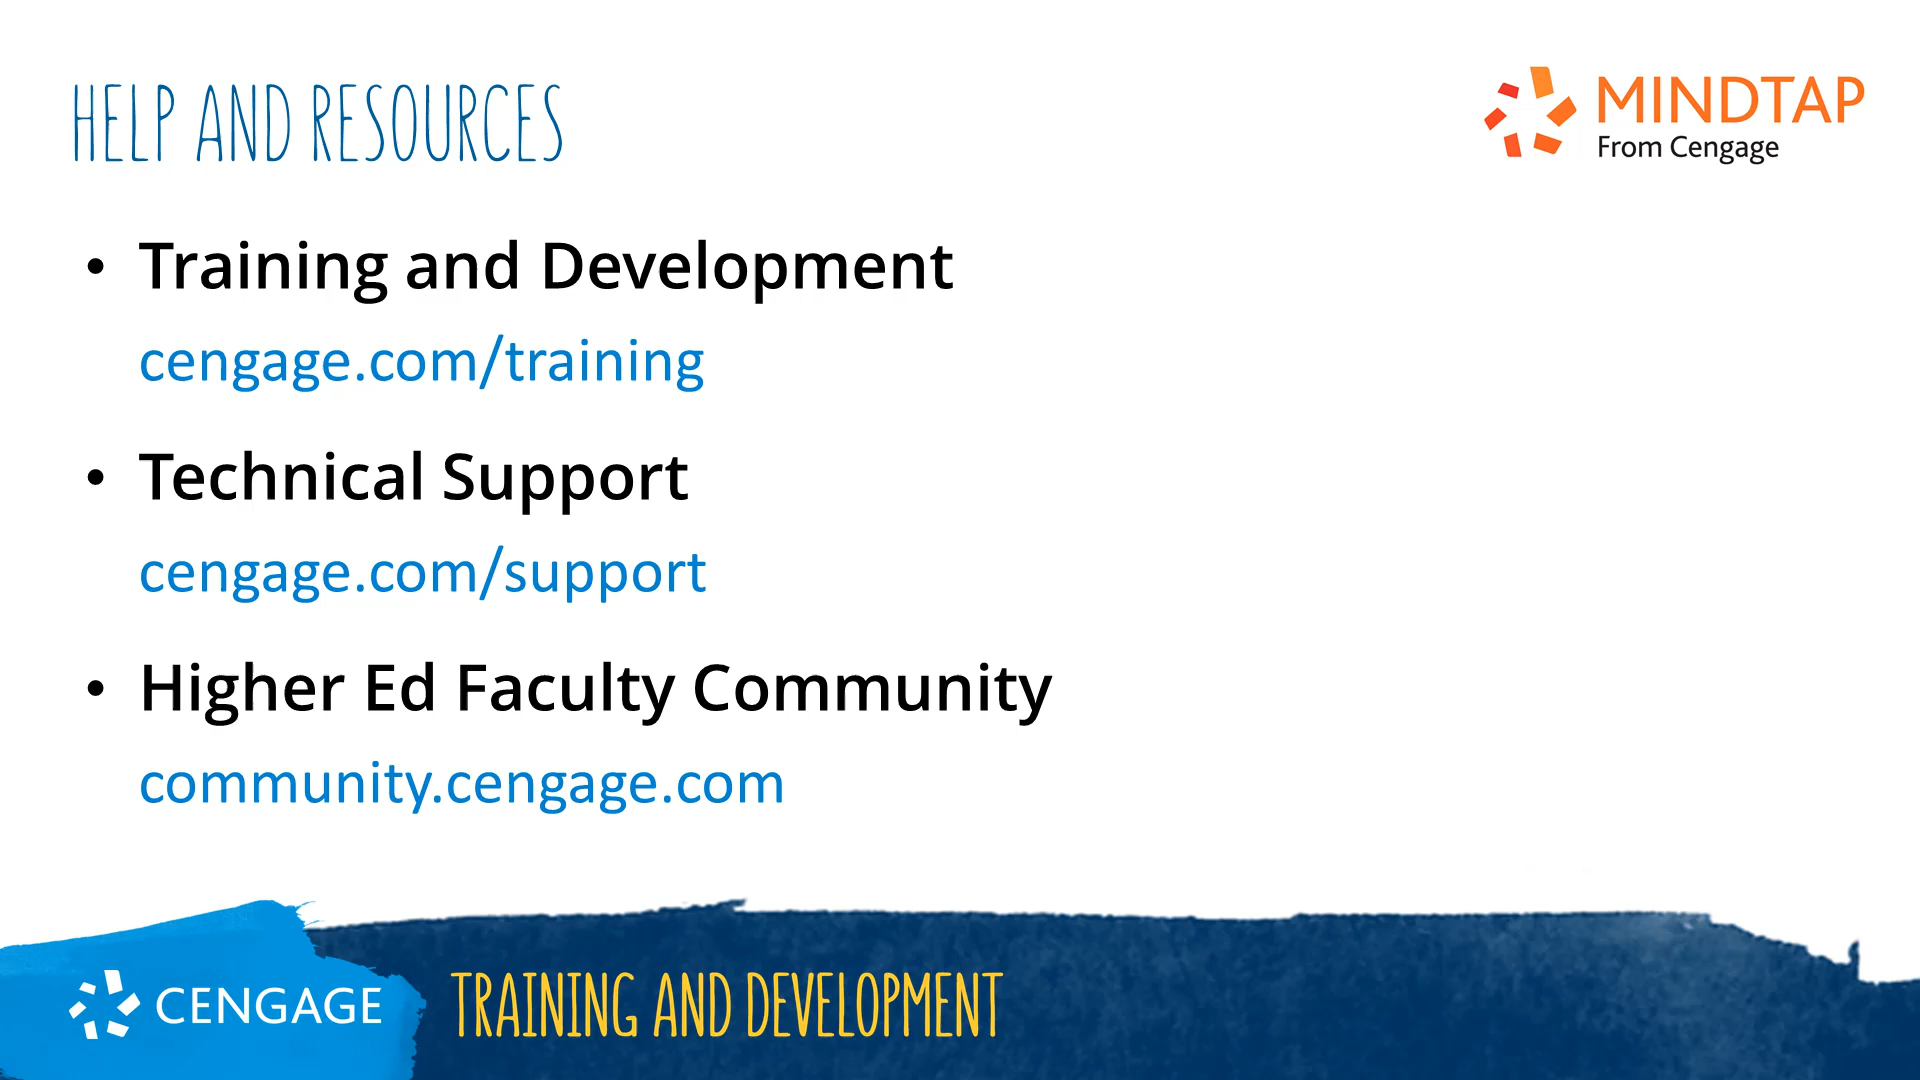 HELP AND RESOURCES
MINDTAP
From Cengage
• Training and Development
cengage.com/training
• Technical Support
cengage.com/support
• Higher Ed Faculty Community
community.cengage.com
CENGAGE
TRAINING AND DEVELOPMENT